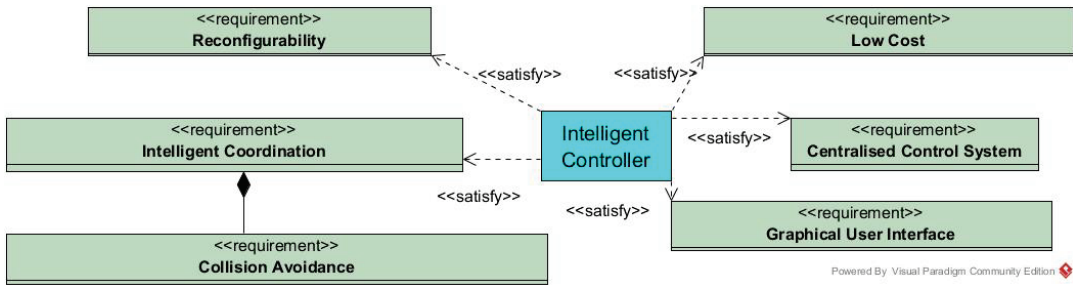 <<requirement>>
Reconfigurability
<<requirement>>
Low Cost
<<satisfy>>
<<satisfy>>
<<requirement>>
Intelligent Coordination
Intelligent
Controller
<<satisfy>>
<<requirement>>
Centralised Control System
<<satisfy>>
<<satisfy>>
<<requirement>>
Graphical User Interface
<<requirement>>
Collision Avoidance
Powered By Visual Paradigm Community Edition